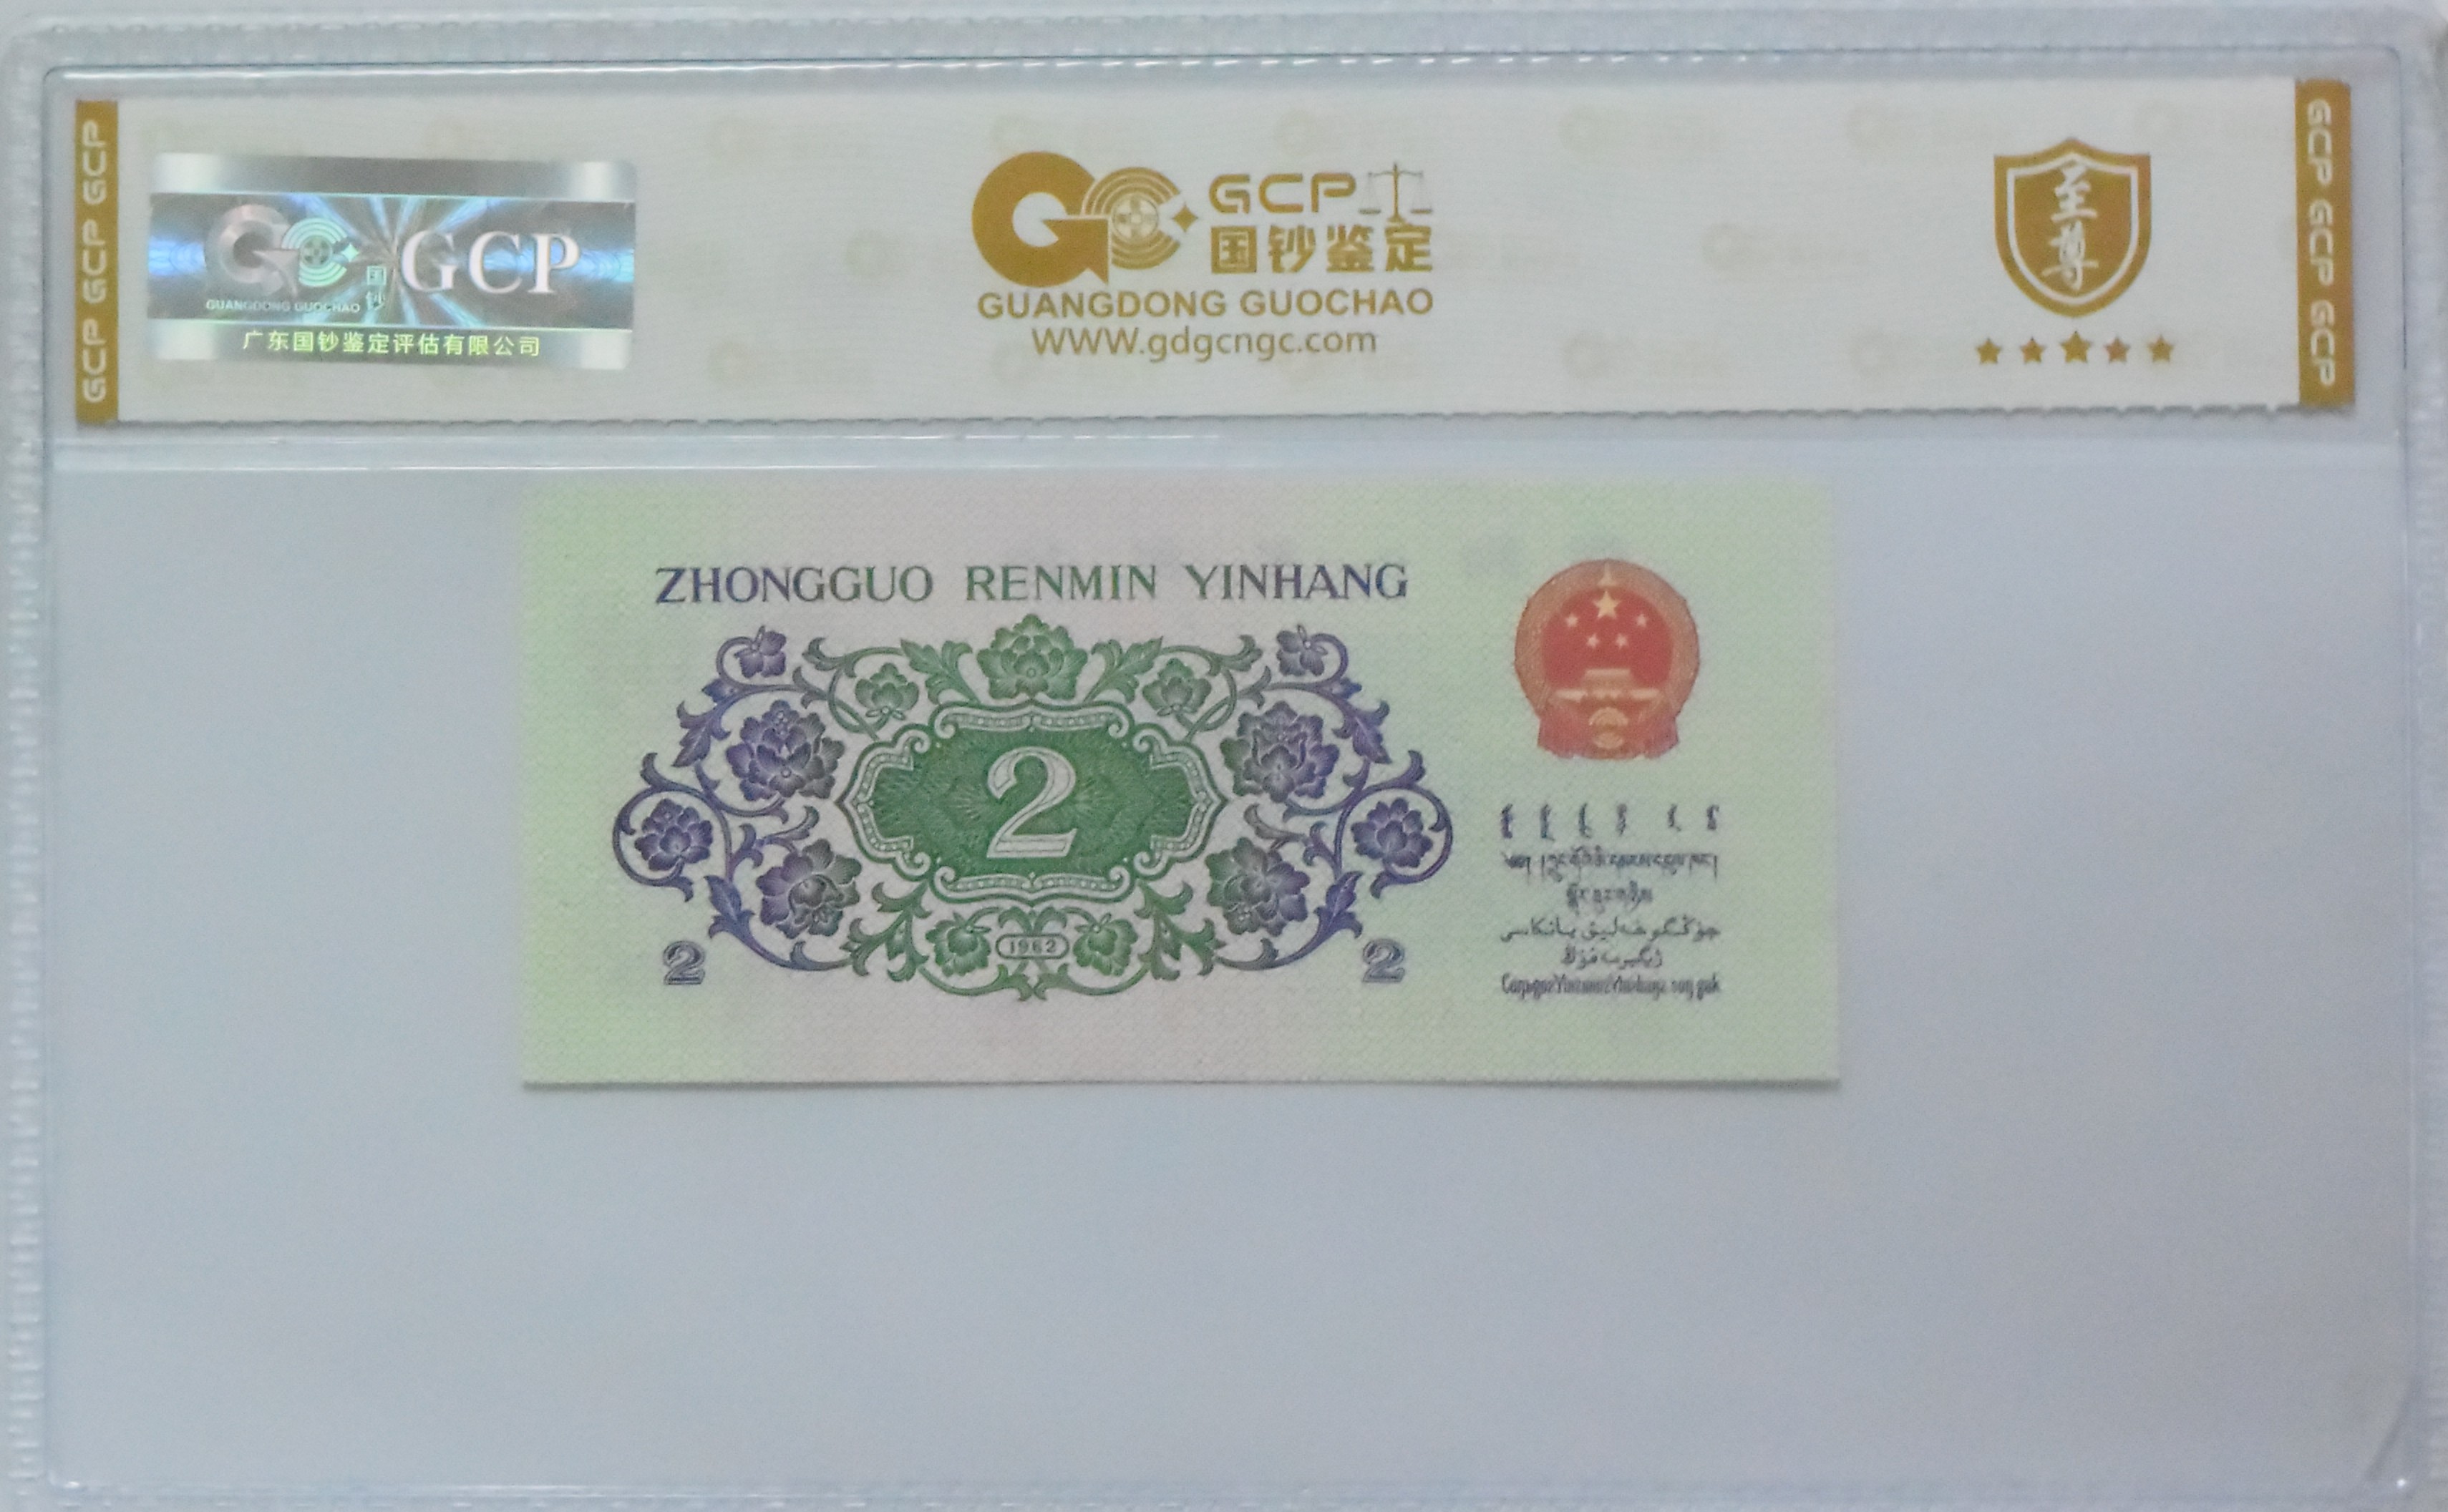 GCP GCP GCP
国钞
GCP
GUANGDONG GUOCHAO
广东国钞鉴定评估有限公司
GCP
国钞鉴定
GUANGDONG GUOCHAO
WWW.gdgcngc.com
至尊
GCP GCP GCP
ZHONGGUO RENMIN YINHANG
2
1962
2
2